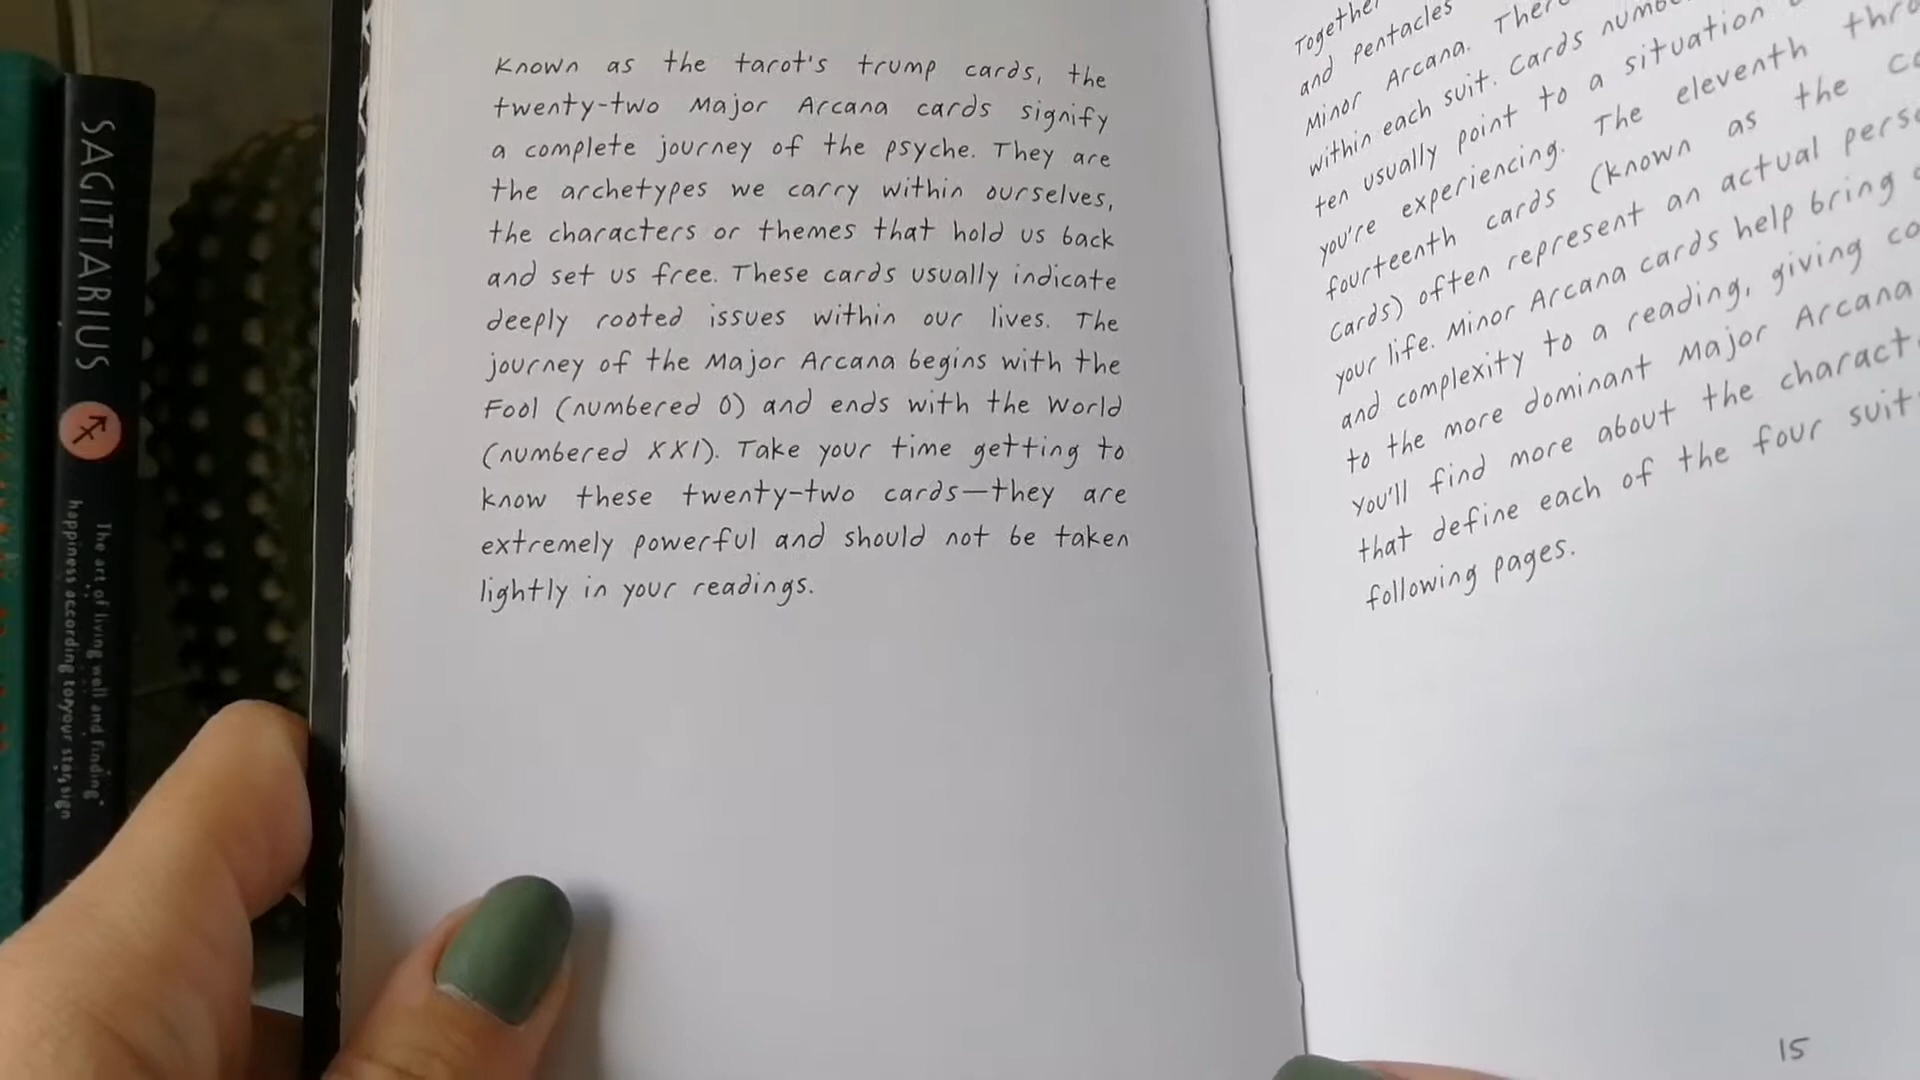 SAGITTARIUS
The art of living well and finding
happiness according to your star sign
Known as the tarot's trump cards, the
twenty-two Major Arcana cards signify
a complete journey of the psyche. They are
the archetypes we carry within ourselves,
the characters or themes that hold us back
and set us free. These cards usually indicate
deeply rooted issues within our lives. The
journey of the Major Arcana begins with the
Fool (numbered 0) and ends with the World
(numbered XXI). Take your time getting to
know these twenty-two cards—they are
extremely powerful and should not be taken
lightly in your readings.
Together
and pentacles
Minor Arcana.
within each suit. Cards
ten usually point to a situation
you're experiencing. The eleventh
fourteenth cards (known as the
cards) often represent an actual
your life. Minor Arcana cards help bring
and complexity to a reading, giving
to the more dominant Major Arcana
you'll find more about the
that define each of the four
following pages.
15